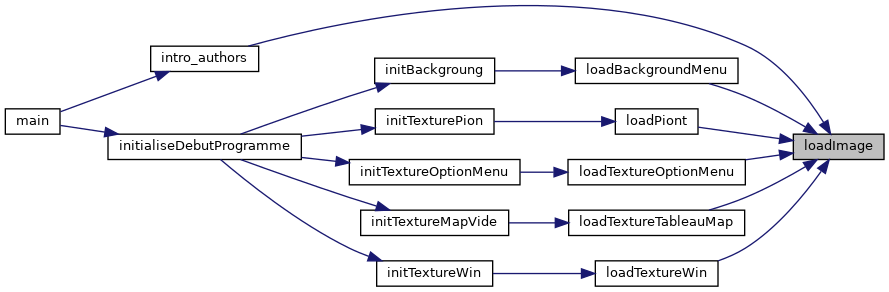 intro_authors
initBackgroung
loadBackgroundMenu
main
initTexturePion
loadPiont
initialiseDebutProgramme
loadImage
initTextureOptionMenu
loadTextureOptionMenu
initTextureMapVide
loadTextureTableauMap
initTextureWin
loadTextureWin